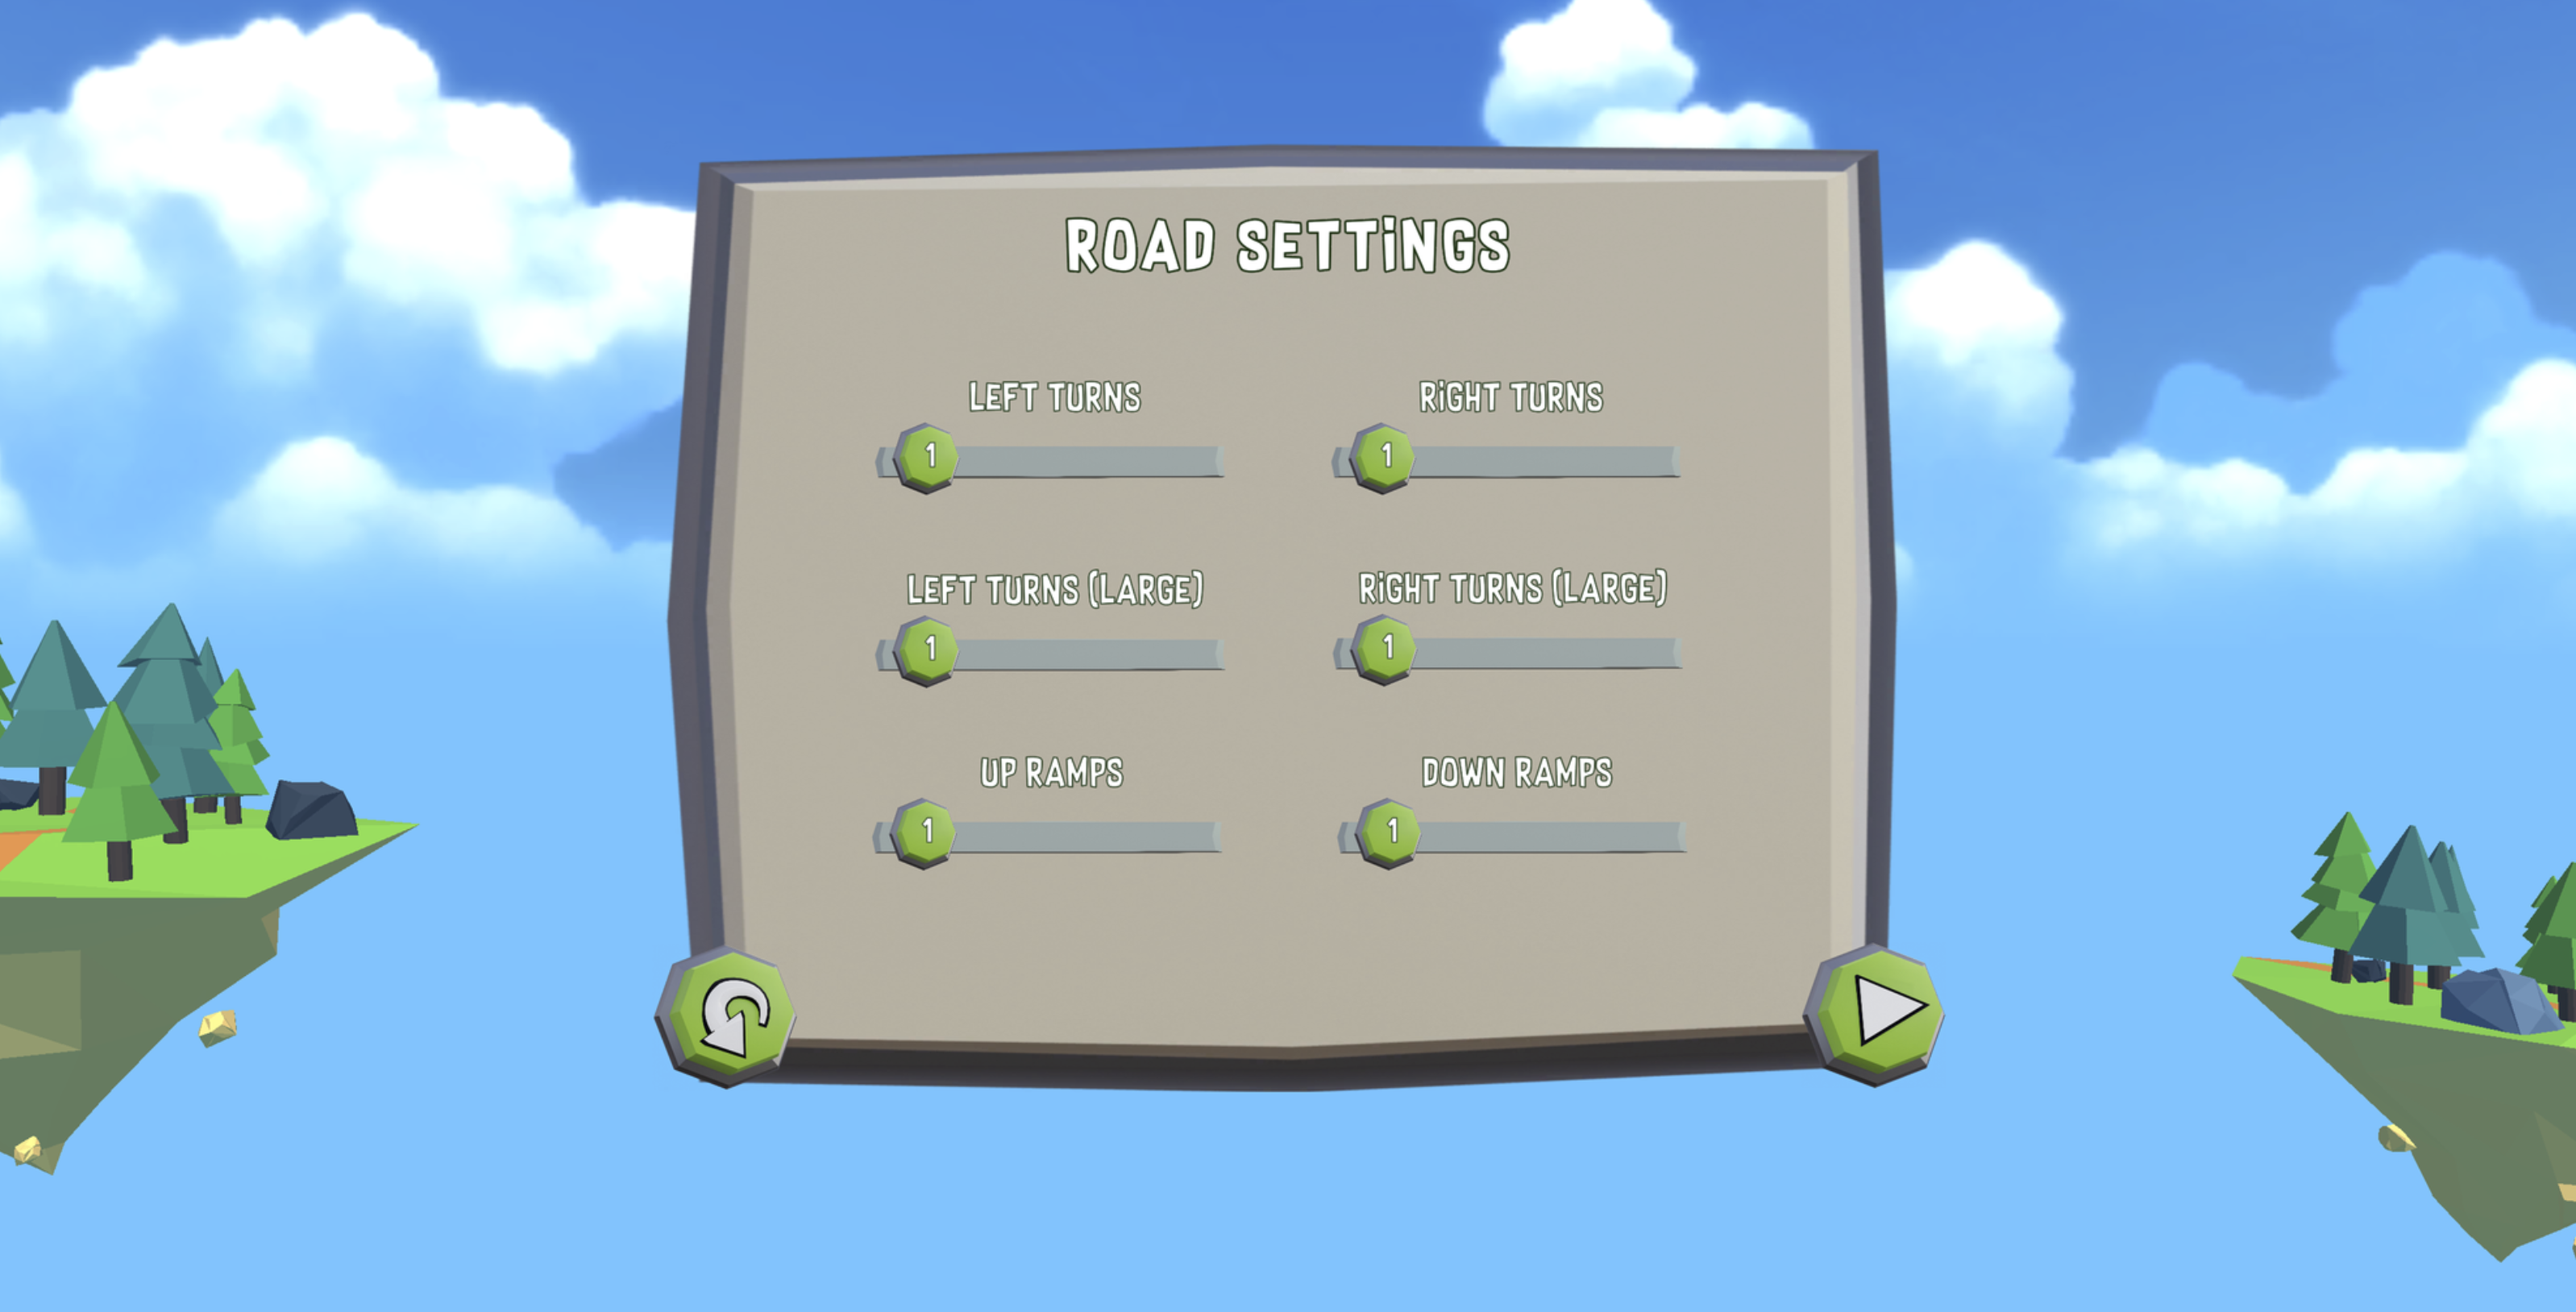 ROAD SETTiNGS
LEFT TURNS
RiGHT TURNS
1
1
LEFT TURNS (LARGE)
RiGHT TURNS (LARGE)
1
1
UP RAMPS
DOWN RAMPS
1
1